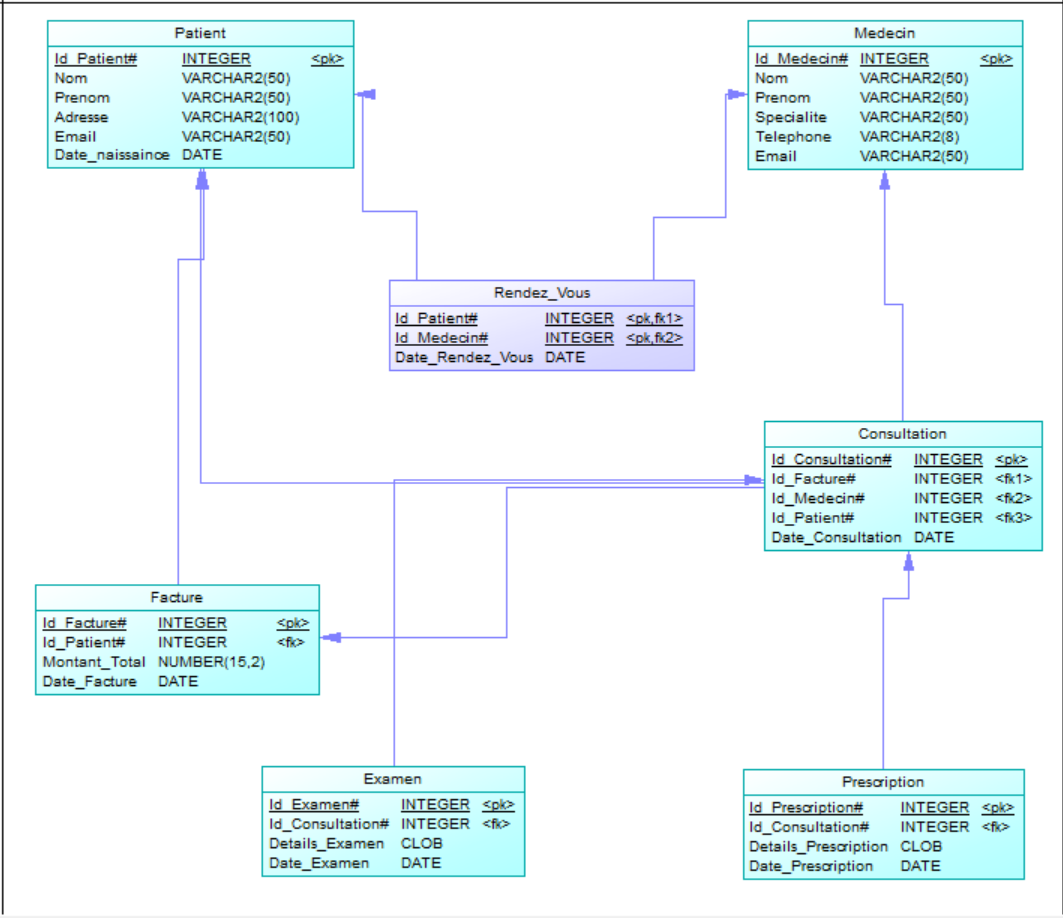 Patient
Id_Patient# INTEGER <pk>
Nom VARCHAR2(50)
Prenom VARCHAR2(50)
Adresse VARCHAR2(100)
Email VARCHAR2(50)
Date_naissaince DATE
Medecin
Id_Medecin# INTEGER <pk>
Nom VARCHAR2(50)
Prenom VARCHAR2(50)
Specialite VARCHAR2(50)
Telephone VARCHAR2(8)
Email VARCHAR2(50)
Rendez_Vous
Id_Patient# INTEGER <pk,fk1>
Id_Medecin# INTEGER <pk,fk2>
Date_Rendez_Vous DATE
Consultation
Id_Consultation# INTEGER <pk>
Id_Facture# INTEGER <fk1>
Id_Medecin# INTEGER <fk2>
Id_Patient# INTEGER <fk3>
Date_Consultation DATE
Facture
Id_Facture# INTEGER <pk>
Id_Patient# INTEGER <fk>
Montant_Total NUMBER(15,2)
Date_Facture DATE
Examen
Id_Examen# INTEGER <pk>
Id_Consultation# INTEGER <fk>
Details_Examen CLOB
Date_Examen DATE
Prescription
Id_Prescription# INTEGER <pk>
Id_Consultation# INTEGER <fk>
Details_Prescription CLOB
Date_Prescription DATE